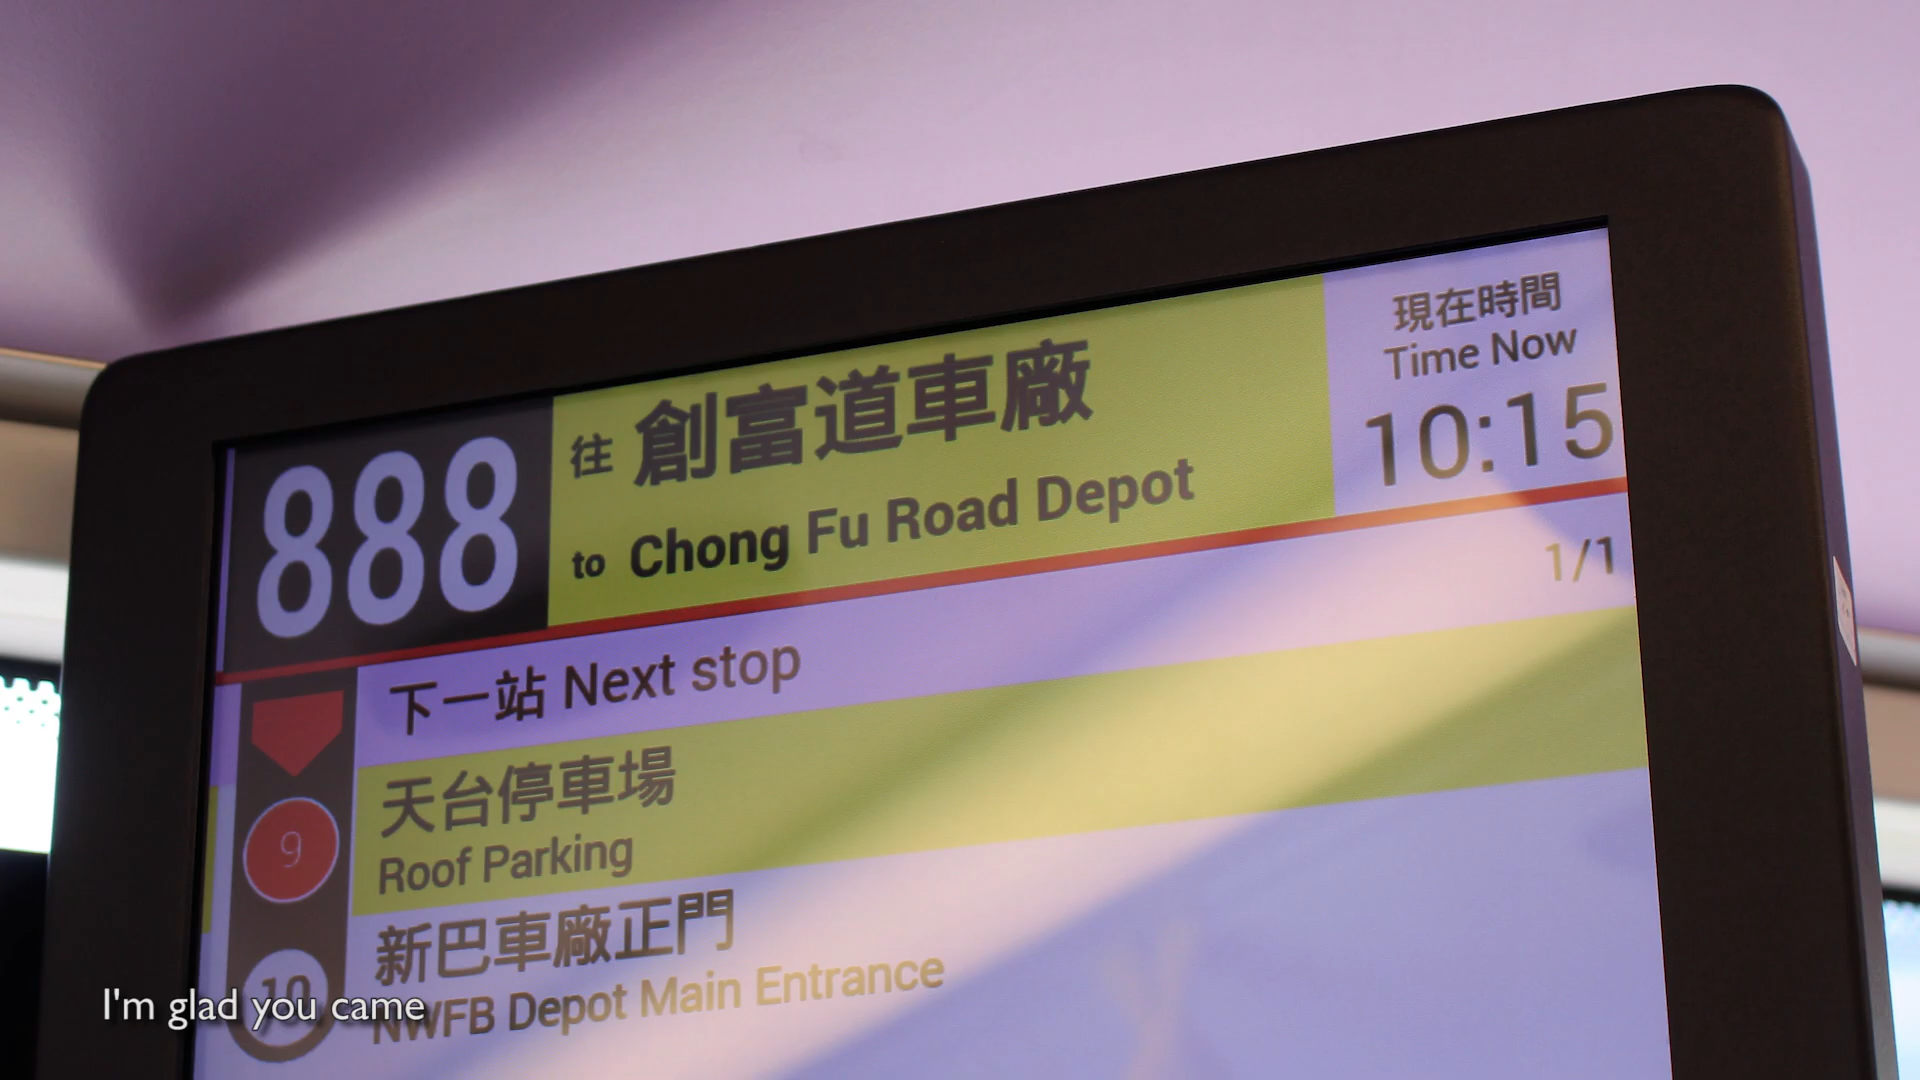 888
往 創富道車廠
to Chong Fu Road Depot
現在時間
Time Now
10:15
1/1
下一站 Next stop
9
天台停車場
Roof Parking
10
新巴車廠正門
NWFB Depot Main Entrance
I'm glad you came